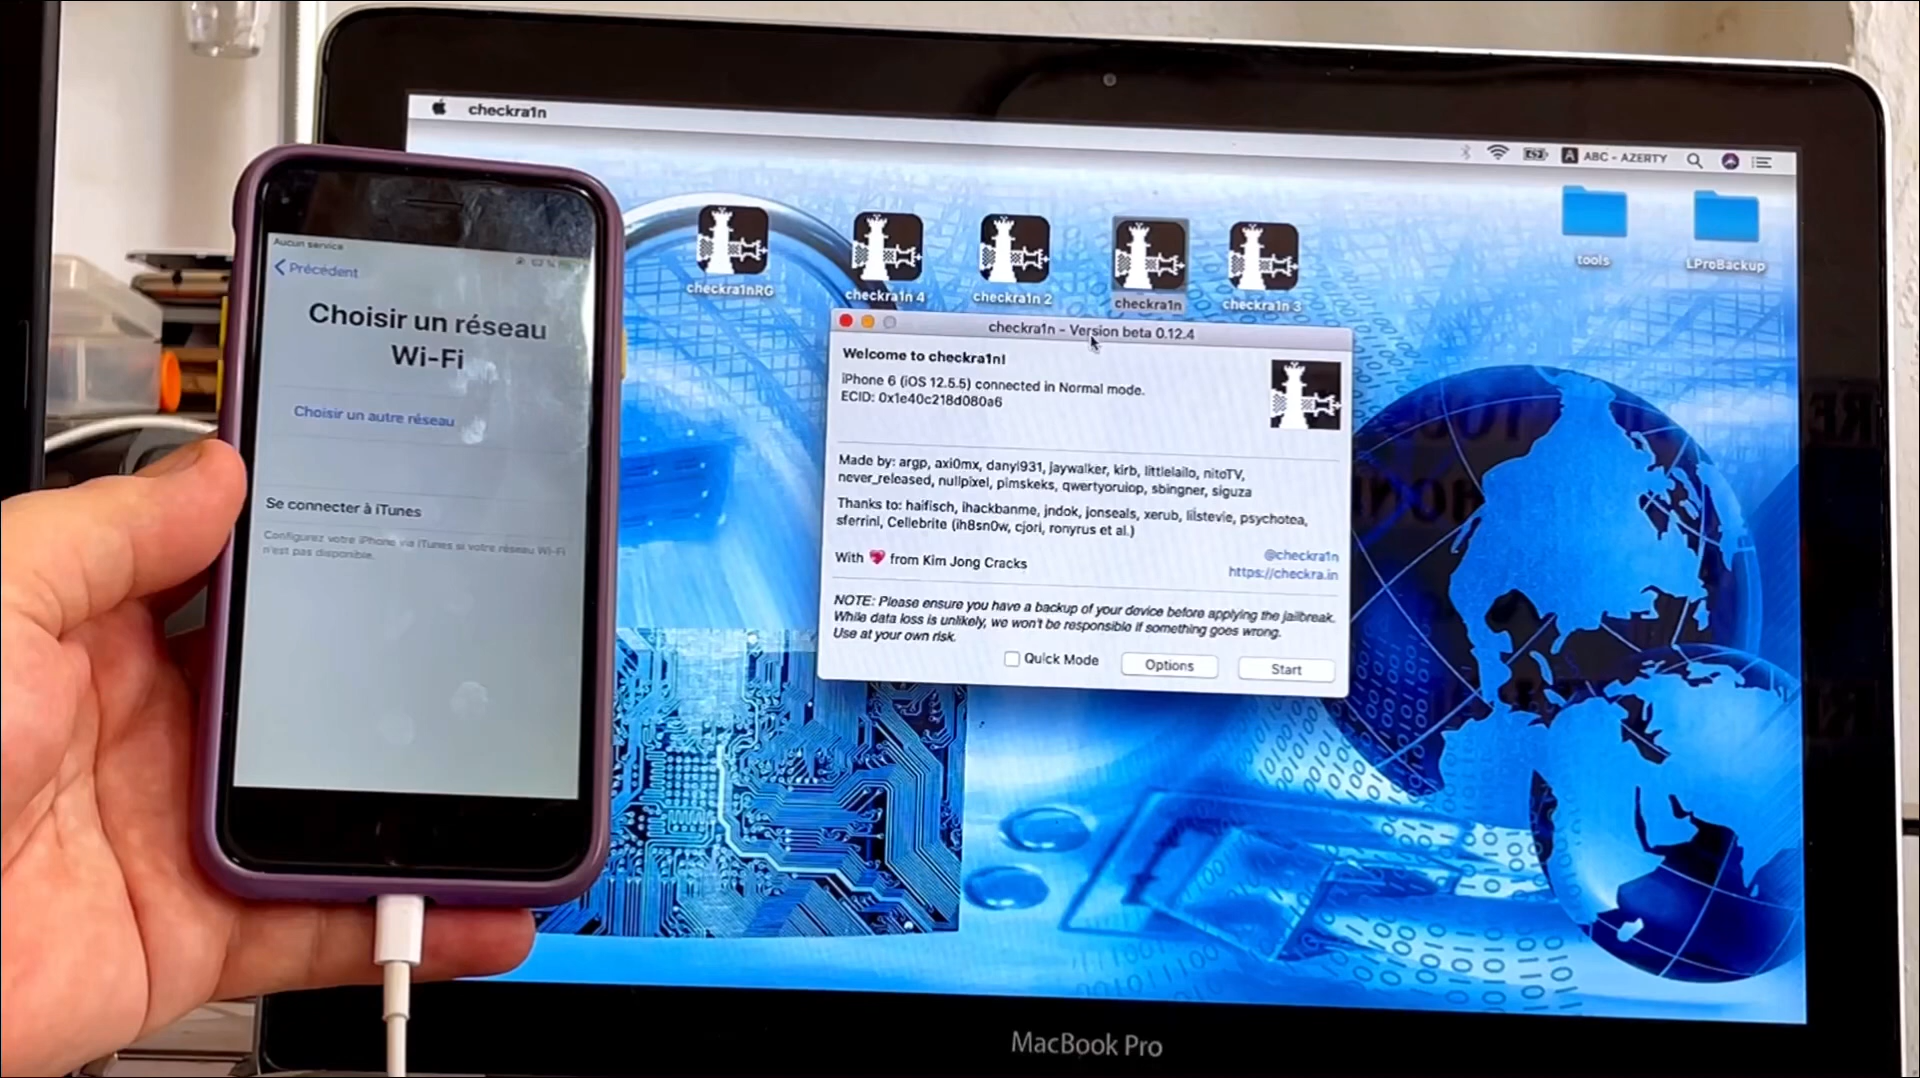 checkra1n
ABC - AZERTY
checkra1nRG
checkra1n 4
checkra1n 2
checkra1n
checkra1n 3
tools
LProBackup
Aucun service
Précédent
Choisir un réseau
Wi-Fi
Choisir un autre réseau
Se connecter à iTunes
Configurez votre iPhone via iTunes si votre réseau Wi-Fi
n'est pas disponible.
checkra1n - Version beta 0.12.4
Welcome to checkra1n!
iPhone 6 (iOS 12.5.5) connected in Normal mode.
ECID: 0x1e40c218d080a6
Made by: argp, axi0mx, danyl931, jaywalker, kirb, littlelailo, nitoTV,
never_released, nullpixel, pimskeks, qwertyoruiop, sbingner, siguza
Thanks to: haifisch, ihackbanme, jndok, jonseals, xerub, lilstevie, psychotea,
sferrini, Cellebrite (ih8sn0w, cjori, ronyrus et al.)
With 💖 from Kim Jong Cracks
@checkra1n
https://checkra.in
NOTE: Please ensure you have a backup of your device before applying the jailbreak.
While data loss is unlikely, we won't be responsible if something goes wrong.
Use at your own risk.
Quick Mode
Options
Start
MacBook Pro